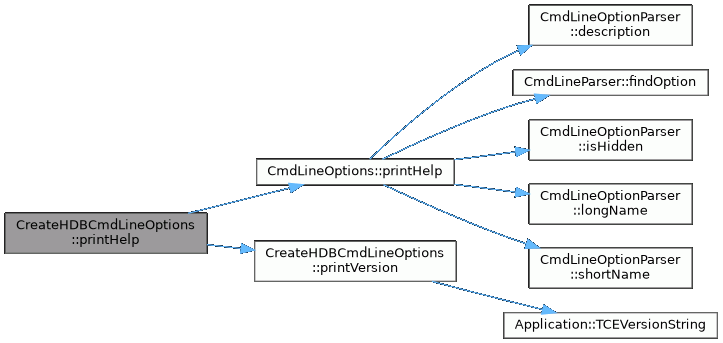 CreateHDBCmdLineOptions
::printHelp
CmdLineOptions::printHelp
CmdLineOptionParser
::description
CmdLineParser::findOption
CmdLineOptionParser
::isHidden
CmdLineOptionParser
::longName
CmdLineOptionParser
::shortName
CreateHDBCmdLineOptions
::printVersion
Application::TCEVersionString